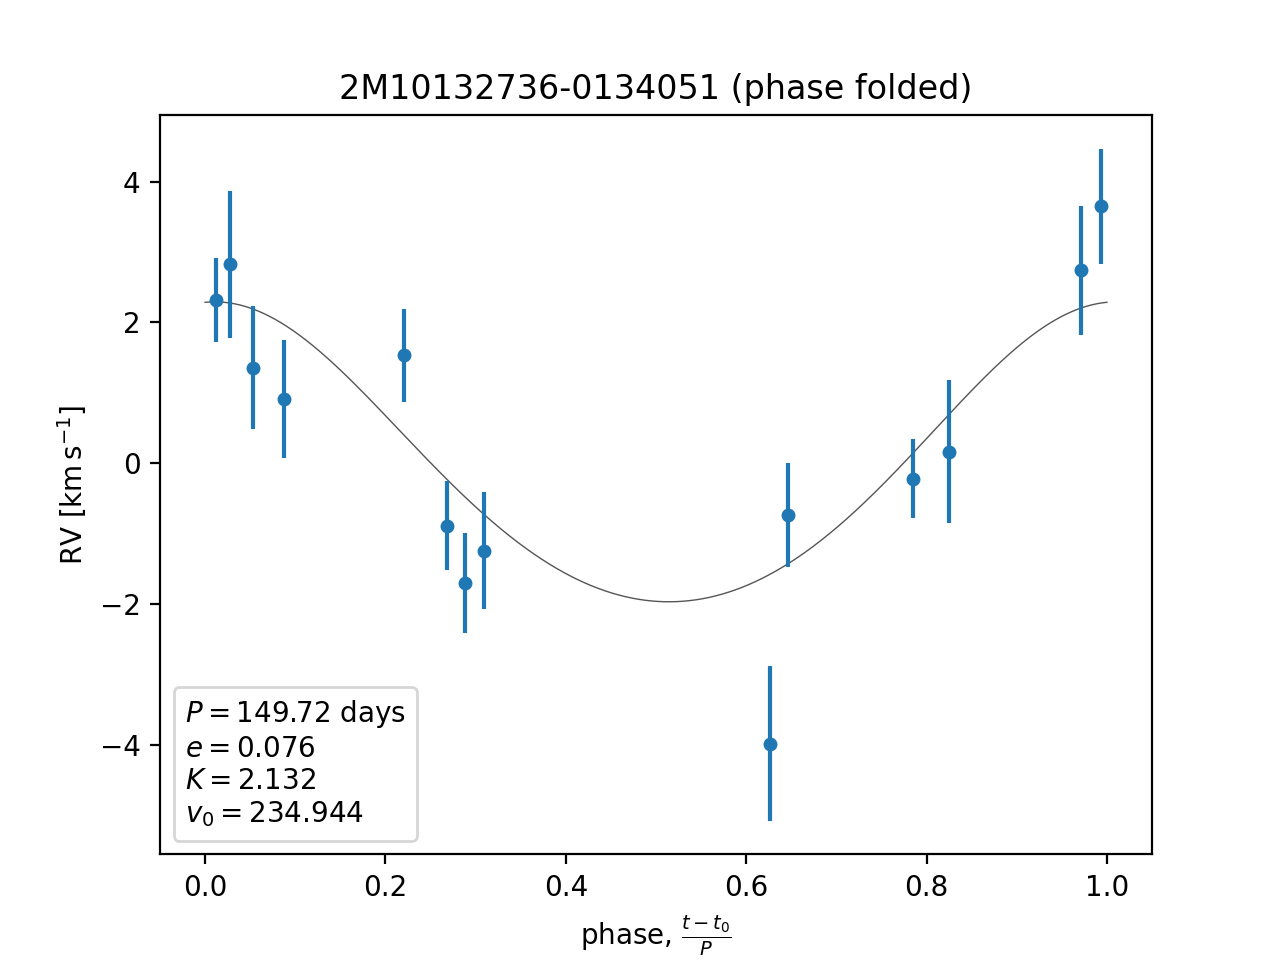 2M10132736-0134051 (phase folded)
RV [km s⁻¹]
4
2
0
−2
−4
P = 149.72 days
e = 0.076
K = 2.132
v₀ = 234.944
0.0 0.2 0.4 0.6 0.8 1.0
phase, (t − t₀)/P